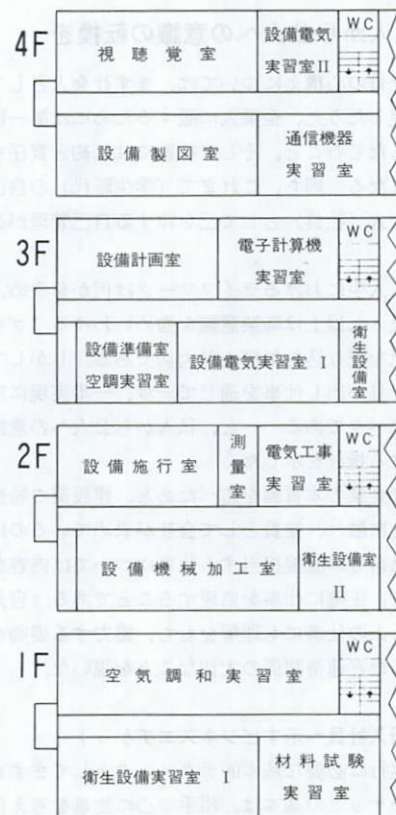 4F
視聴覚室
設備電気
実習室II
WC
設備製図室
通信機器
実習室
3F
設備計画室
電子計算機
実習室
WC
設備準備室
空調実習室
設備電気実習室
衛生設備室
2F
設備施行室
測量室
電気工事
実習室
WC
設備機械加工室
衛生設備室
II
1F
空気調和実習室
WC
衛生設備実習室 I
材料試験
実習室